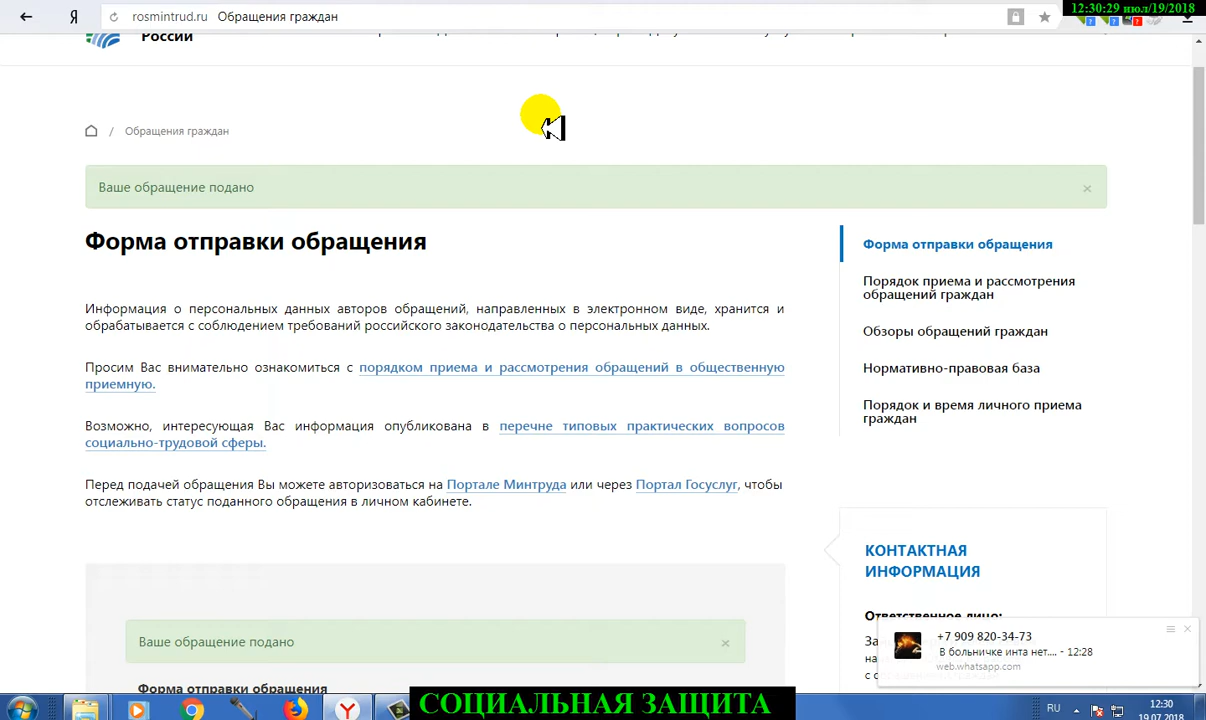 rosmintrud.ru Обращения граждан
12:30:29 июл/19/2018
России
/ Обращения граждан
Ваше обращение подано
Форма отправки обращения
Информация о персональных данных авторов обращений, направленных в электронном виде, хранится и
обрабатывается с соблюдением требований российского законодательства о персональных данных.
Просим Вас внимательно ознакомиться с порядком приема и рассмотрения обращений в общественную
приемную.
Возможно, интересующая Вас информация опубликована в перечне типовых практических вопросов
социально-трудовой сферы.
Перед подачей обращения Вы можете авторизоваться на Портале Минтруда или через Портал Госуслуг, чтобы
отслеживать статус поданного обращения в личном кабинете.
Ваше обращение подано
Форма отправки обращения
Форма отправки обращения
Порядок приема и рассмотрения
обращений граждан
Обзоры обращений граждан
Нормативно-правовая база
Порядок и время личного приема
граждан
КОНТАКТНАЯ
ИНФОРМАЦИЯ
Ответственное лицо:
+7 909 820-34-73
В больничке инта нет.... - 12:28
web.whatsapp.com
СОЦИАЛЬНАЯ ЗАЩИТА
RU
12:30
19.07.2018